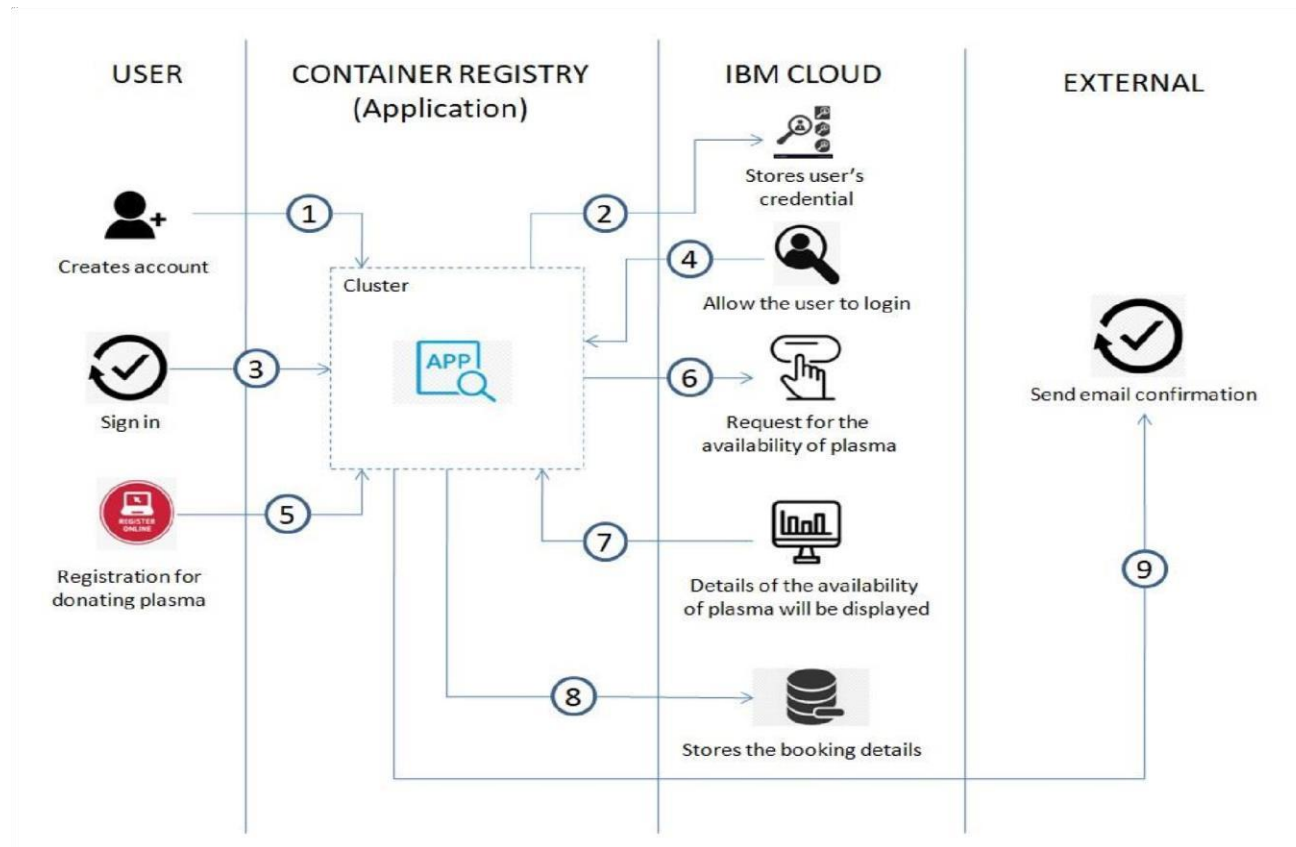 USER
CONTAINER REGISTRY
(Application)
IBM CLOUD
EXTERNAL
Stores user's
credential
1
2
Creates account
4
Cluster
Allow the user to login
APP
3
6
Sign in
Request for the
availability of plasma
Send email confirmation
REGISTER
ONLINE
5
7
Registration for
donating plasma
Details of the availability
of plasma will be displayed
9
8
Stores the booking details